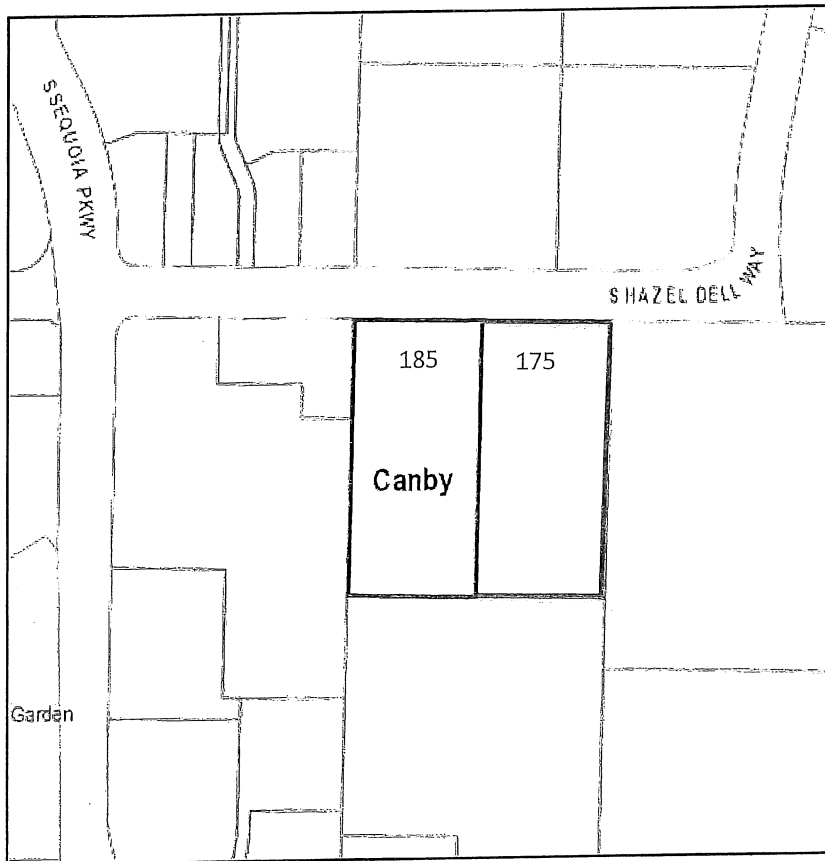 S SEQUOIA PKWY
S HAZEL DELL WAY
185
175
Canby
Garden